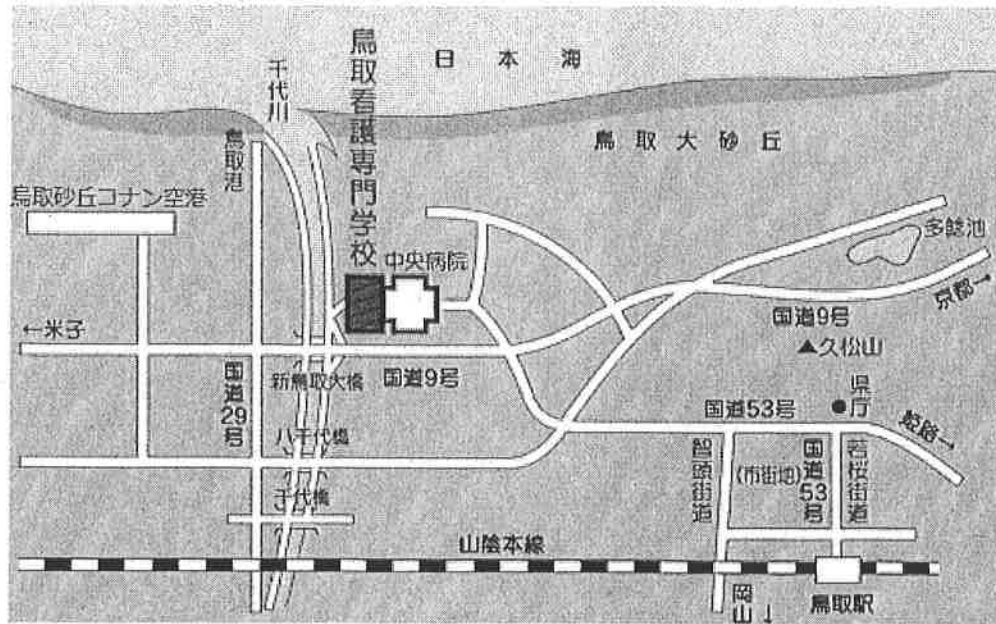 日本海
千代川
鳥取看護専門学校
鳥取大砂丘
鳥取港
鳥取砂丘コナン空港
中央病院
多鯰池
京都→
国道9号
▲久松山
←米子
新鳥取大橋
国道9号
国道29号
八千代橋
千代橋
国道53号
県庁
姫路→
智頭街道
(市街地)
国道53号
若桜街道
山陰本線
岡山↓
鳥取駅